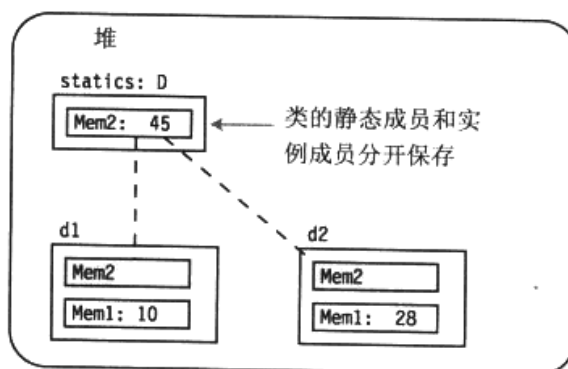 堆
statics: D
Mem2: 45
类的静态成员和实
例成员分开保存
d1
Mem2
Mem1: 10
d2
Mem2
Mem1: 28